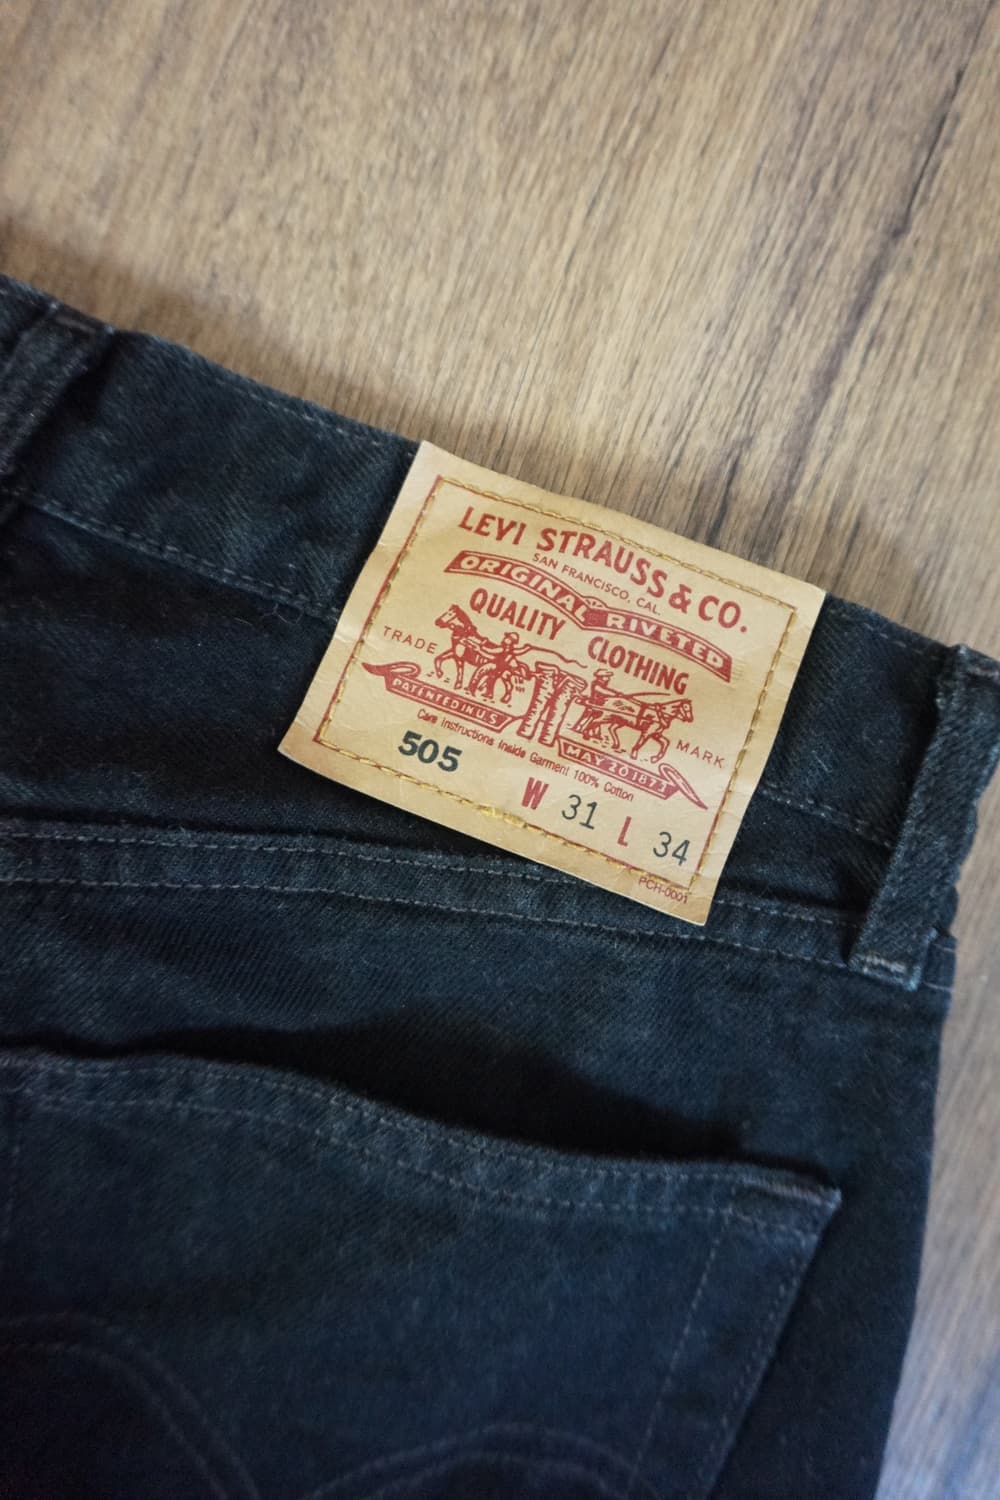 LEVI STRAUSS & CO.
SAN FRANCISCO, CAL.
ORIGINAL RIVETED
QUALITY CLOTHING
TRADE MARK
PATENTED IN U.S.
MAY 20 1873
Care Instructions Inside Garment 100% Cotton
505
W 31 L 34
PCH-0001